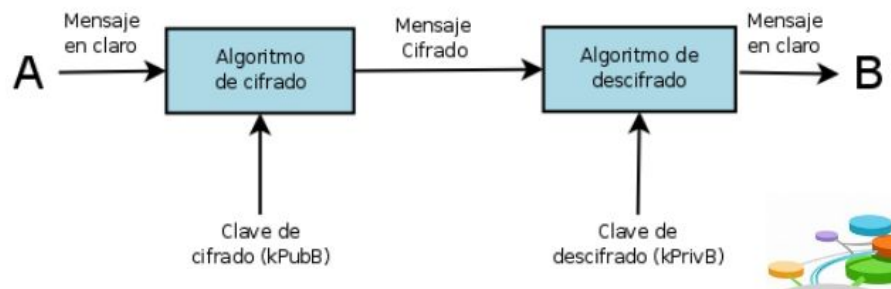 Mensaje
en claro
A
Algoritmo
de cifrado
Mensaje
Cifrado
Algoritmo de
descifrado
Mensaje
en claro
B
Clave de
cifrado (kPubB)
Clave de
descifrado (kPrivB)